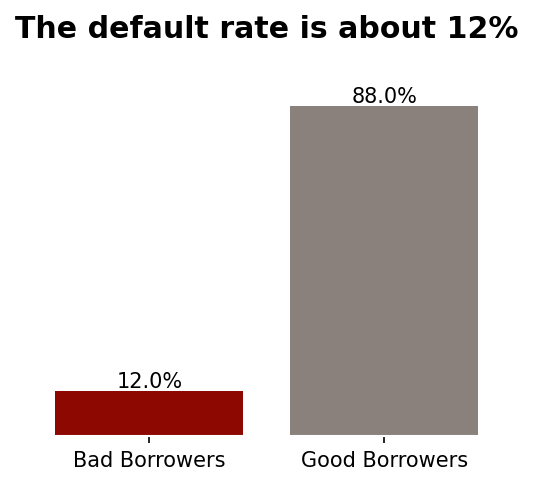 The default rate is about 12%
88.0%
12.0%
Bad Borrowers
Good Borrowers